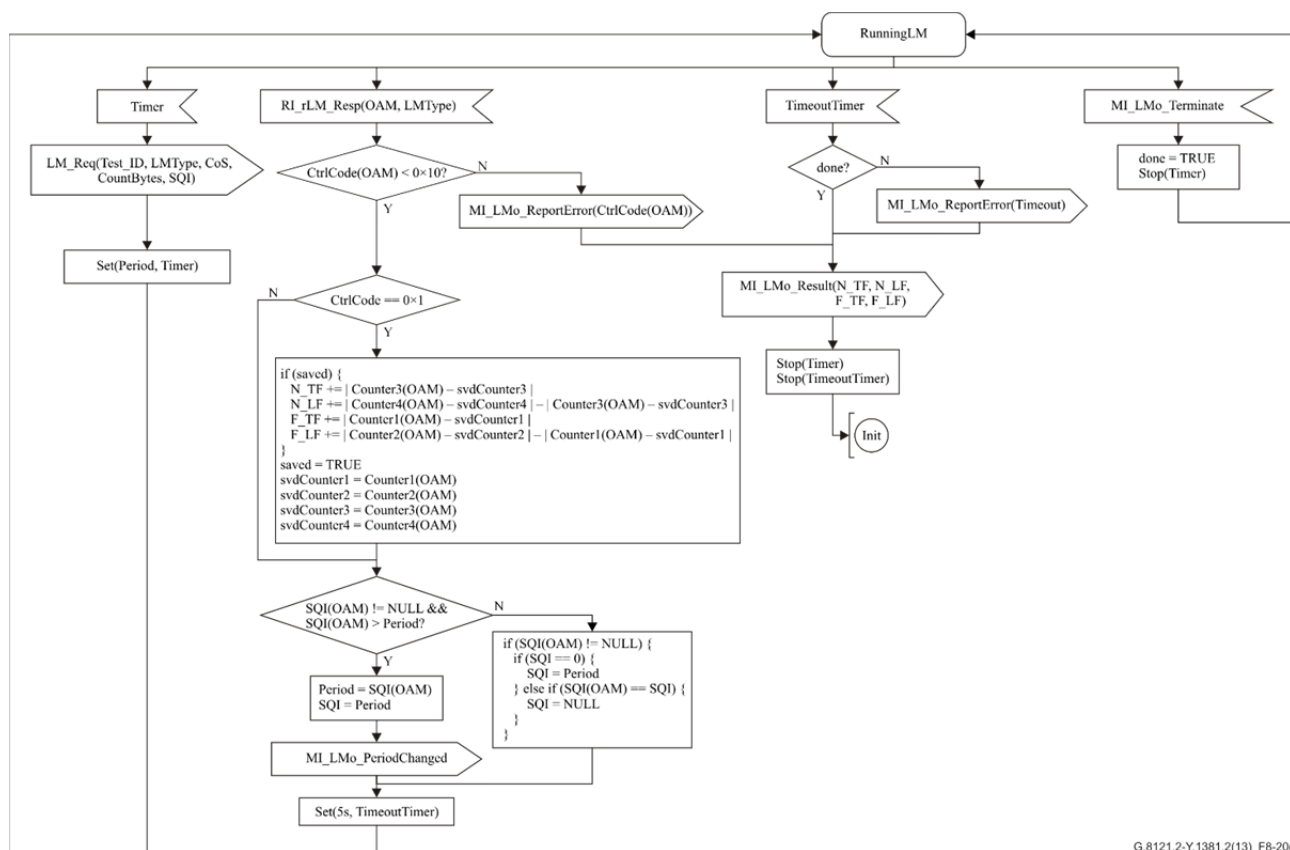 RunningLM
Timer
RI_rLM_Resp(OAM, LMType)
TimeoutTimer
MI_LMo_Terminate
LM_Req(Test_ID, LMType, CoS,
CountBytes, SQI)
CtrlCode(OAM) < 0×10?
N
Y
done?
N
Y
done = TRUE
Stop(Timer)
MI_LMo_ReportError(CtrlCode(OAM))
MI_LMo_ReportError(Timeout)
Set(Period, Timer)
MI_LMo_Result(N_TF, N_LF,
F_TF, F_LF)
N
CtrlCode == 0×1
Y
Stop(Timer)
Stop(TimeoutTimer)
Init
if (saved) {
N_TF += | Counter3(OAM) – svdCounter3 |
N_LF += | Counter4(OAM) – svdCounter4 | – | Counter3(OAM) – svdCounter3 |
F_TF += | Counter1(OAM) – svdCounter1 |
F_LF += | Counter2(OAM) – svdCounter2 | – | Counter1(OAM) – svdCounter1 |
}
saved = TRUE
svdCounter1 = Counter1(OAM)
svdCounter2 = Counter2(OAM)
svdCounter3 = Counter3(OAM)
svdCounter4 = Counter4(OAM)
SQI(OAM) != NULL &&
SQI(OAM) > Period?
N
Y
if (SQI(OAM) != NULL) {
if (SQI == 0) {
SQI = Period
} else if (SQI(OAM) == SQI) {
SQI = NULL
}
}
Period = SQI(OAM)
SQI = Period
MI_LMo_PeriodChanged
Set(5s, TimeoutTimer)